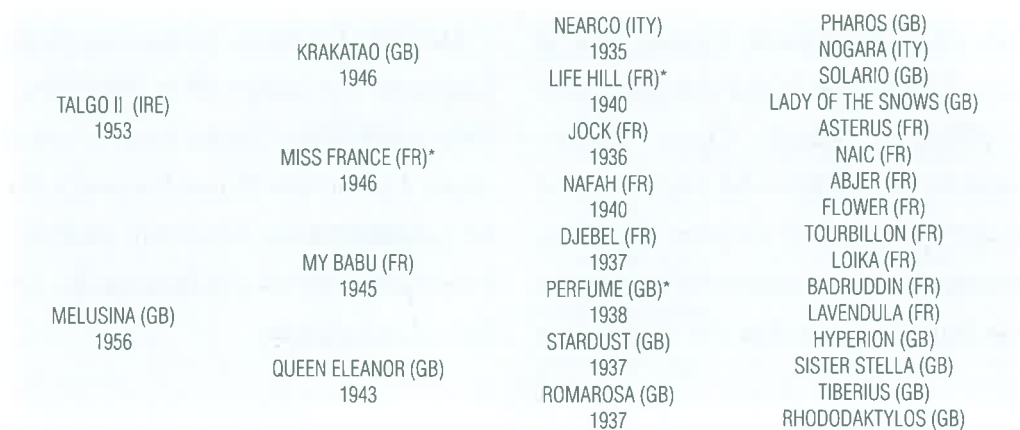 TALGO II (IRE)
1953
MELUSINA (GB)
1956
KRAKATAO (GB)
1946
MISS FRANCE (FR)*
1946
MY BABU (FR)
1945
QUEEN ELEANOR (GB)
1943
NEARCO (ITY)
1935
LIFE HILL (FR)*
1940
JOCK (FR)
1936
NAFAH (FR)
1940
DJEBEL (FR)
1937
PERFUME (GB)*
1938
STARDUST (GB)
1937
ROMAROSA (GB)
1937
PHAROS (GB)
NOGARA (ITY)
SOLARIO (GB)
LADY OF THE SNOWS (GB)
ASTERUS (FR)
NAIC (FR)
ABJER (FR)
FLOWER (FR)
TOURBILLON (FR)
LOIKA (FR)
BADRUDDIN (FR)
LAVENDULA (FR)
HYPERION (GB)
SISTER STELLA (GB)
TIBERIUS (GB)
RHODODAKTYLOS (GB)